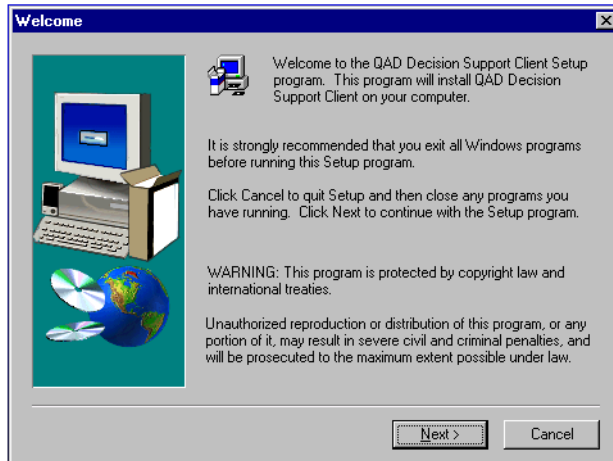 Welcome
Welcome to the QAD Decision Support Client Setup
program. This program will install QAD Decision
Support Client on your computer.
It is strongly recommended that you exit all Windows programs
before running this Setup program.
Click Cancel to quit Setup and then close any programs you
have running. Click Next to continue with the Setup program.
WARNING: This program is protected by copyright law and
international treaties.
Unauthorized reproduction or distribution of this program, or any
portion of it, may result in severe civil and criminal penalties, and
will be prosecuted to the maximum extent possible under law.
Next > Cancel